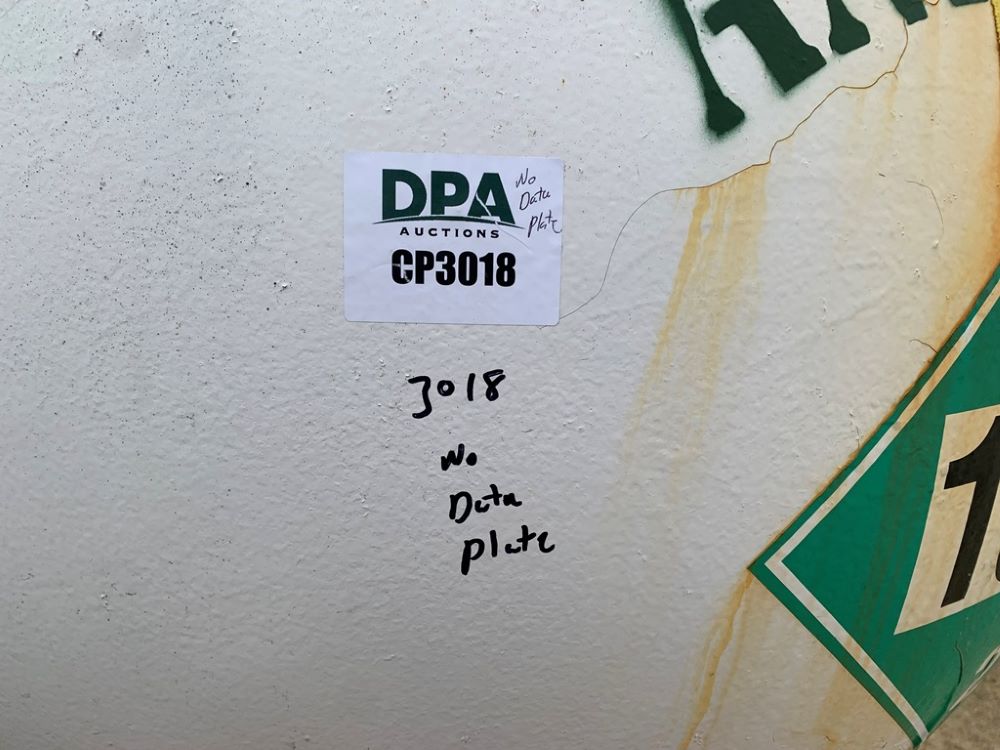 DPA
AUCTIONS
CP3018
No
Data
Plate
3018
No
Data
plate